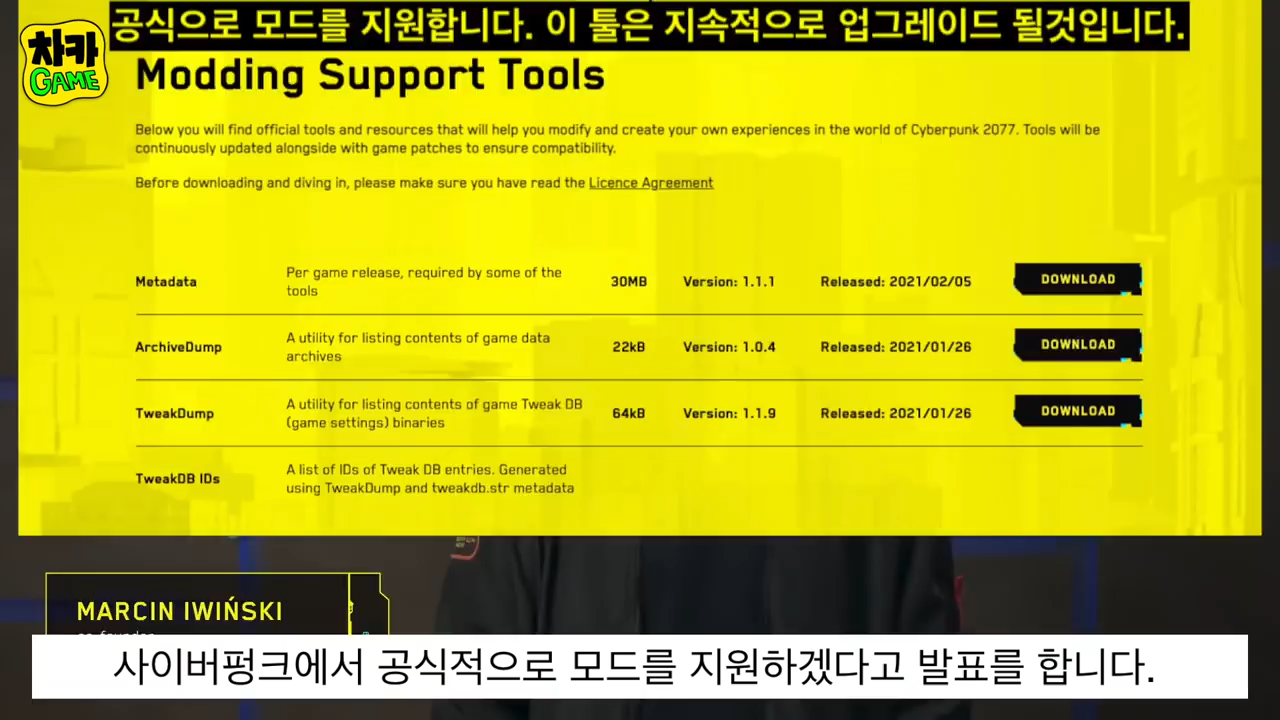 공식으로 모드를 지원합니다. 이 툴은 지속적으로 업그레이드 될것입니다.
차카
GAME
Modding Support Tools
Below you will find official tools and resources that will help you modify and create your own experiences in the world of Cyberpunk 2077. Tools will be
continuously updated alongside with game patches to ensure compatibility.
Before downloading and diving in, please make sure you have read the Licence Agreement
Metadata
Per game release, required by some of the
tools
30MB
Version: 1.1.1
Released: 2021/02/05
DOWNLOAD
ArchiveDump
A utility for listing contents of game data
archives
22kB
Version: 1.0.4
Released: 2021/01/26
DOWNLOAD
TweakDump
A utility for listing contents of game Tweak DB
(game settings) binaries
64kB
Version: 1.1.9
Released: 2021/01/26
DOWNLOAD
TweakDB IDs
A list of IDs of Tweak DB entries. Generated
using TweakDump and tweakdb.str metadata
MARCIN IWIŃSKI
사이버펑크에서 공식적으로 모드를 지원하겠다고 발표를 합니다.